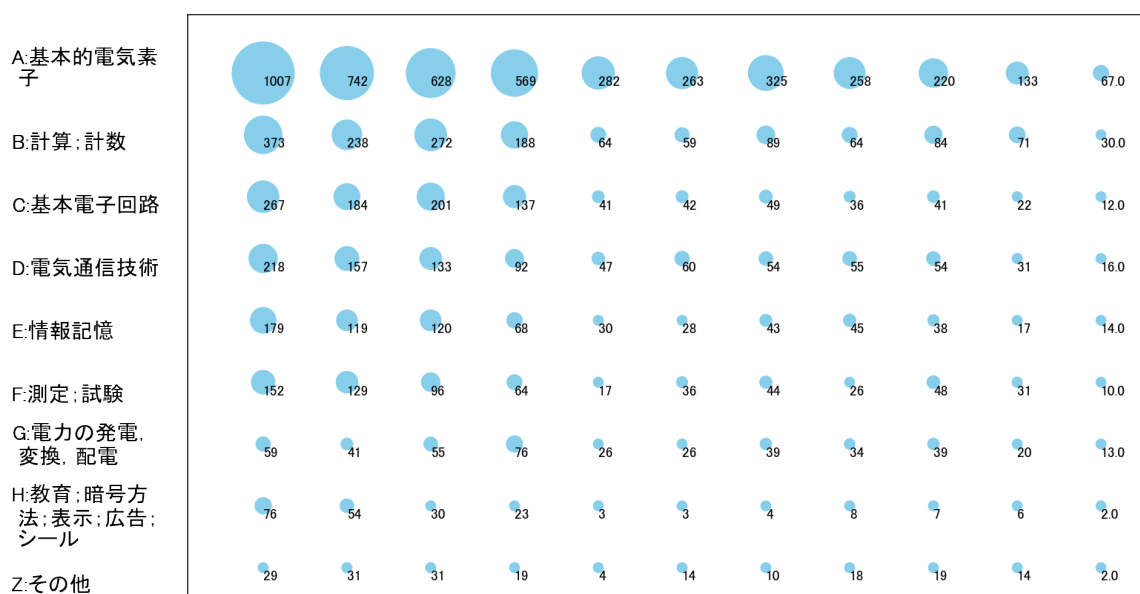 A:基本的電気素
子
1007 742 628 569 282 263 325 258 220 133 67.0
B:計算;計数
373 238 272 188 64 59 89 64 84 71 30.0
C:基本電子回路
267 184 201 137 41 42 49 36 41 22 12.0
D:電気通信技術
218 157 133 92 47 60 54 55 54 31 16.0
E:情報記憶
179 119 120 68 30 28 43 45 38 17 14.0
F:測定;試験
152 129 96 64 17 36 44 26 48 31 10.0
G:電力の発電,
変換, 配電
59 41 55 76 26 26 39 34 39 20 13.0
H:教育;暗号方
法;表示;広告;
シール
76 54 30 23 3 3 4 8 7 6 2.0
Z:その他
29 31 31 19 4 14 10 18 19 14 2.0